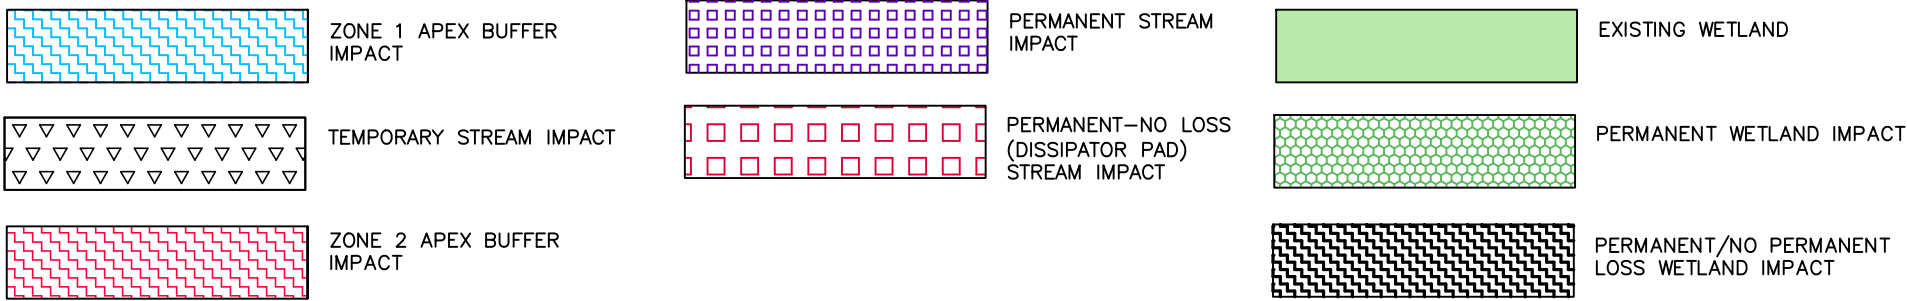 ZONE 1 APEX BUFFER
IMPACT
TEMPORARY STREAM IMPACT
ZONE 2 APEX BUFFER
IMPACT
PERMANENT STREAM
IMPACT
PERMANENT-NO LOSS
(DISSIPATOR PAD)
STREAM IMPACT
EXISTING WETLAND
PERMANENT WETLAND IMPACT
PERMANENT/NO PERMANENT
LOSS WETLAND IMPACT